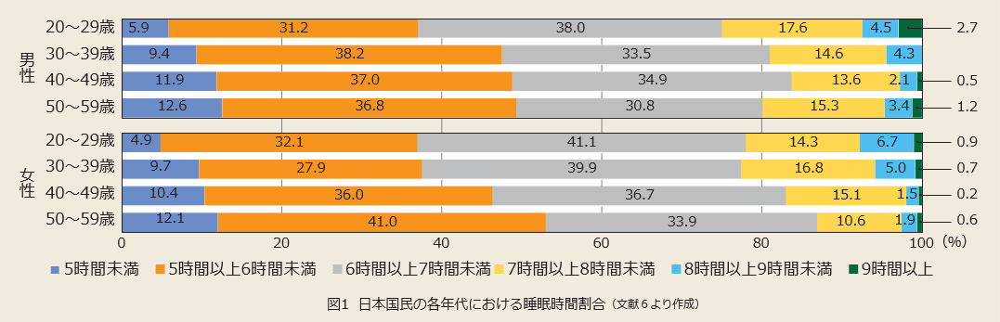 男性
20～29歳 5.9 31.2 38.0 17.6 4.5 2.7
30～39歳 9.4 38.2 33.5 14.6 4.3
40～49歳 11.9 37.0 34.9 13.6 2.1 0.5
50～59歳 12.6 36.8 30.8 15.3 3.4 1.2
女性
20～29歳 4.9 32.1 41.1 14.3 6.7 0.9
30～39歳 9.7 27.9 39.9 16.8 5.0 0.7
40～49歳 10.4 36.0 36.7 15.1 1.5 0.2
50～59歳 12.1 41.0 33.9 10.6 1.9 0.6
0 20 40 60 80 100 (%)
5時間未満 5時間以上6時間未満 6時間以上7時間未満 7時間以上8時間未満 8時間以上9時間未満 9時間以上
図1 日本国民の各年代における睡眠時間割合（文献６より作成）